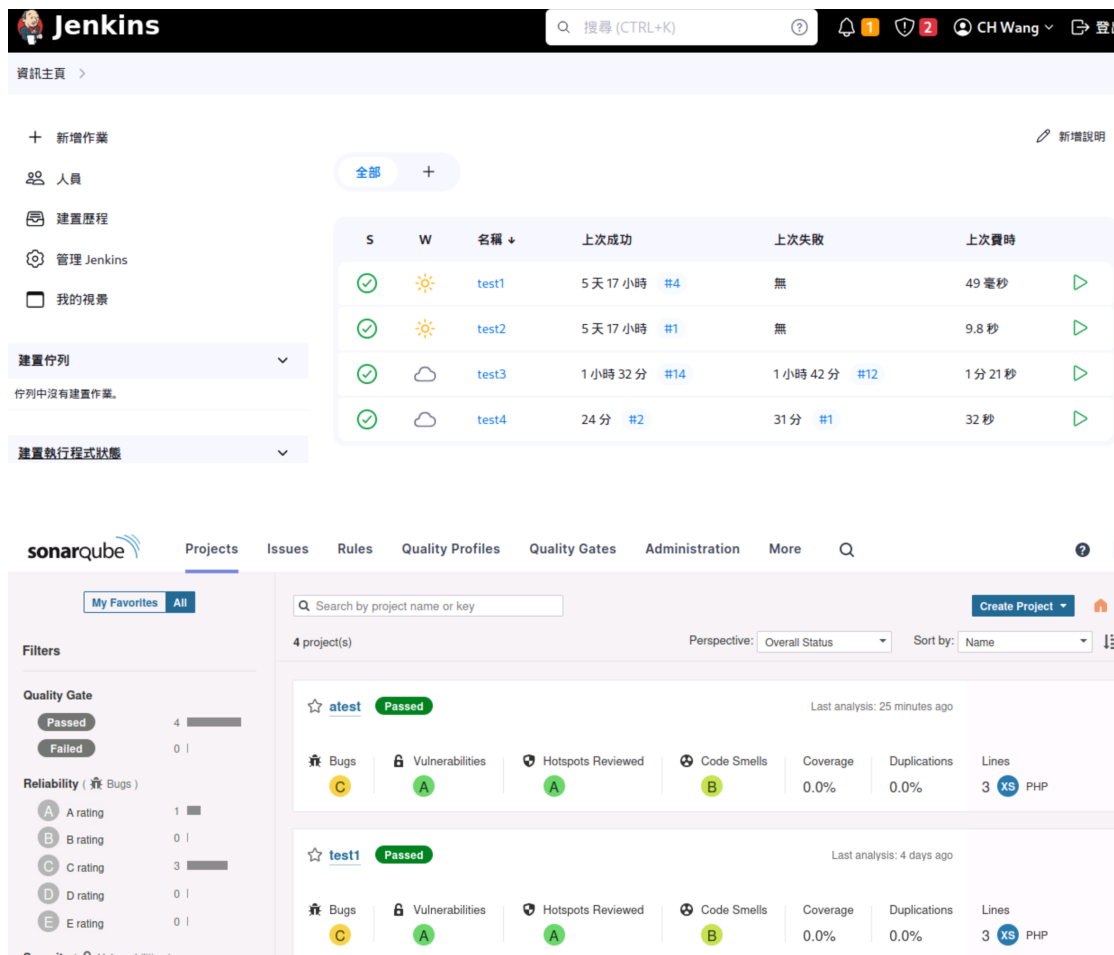 Jenkins
搜尋 (CTRL+K)
?
1
2
CH Wang
登出
資訊主頁
新增作業
新增說明
人員
全部
+
建置歷程
S W 名稱 ↓ 上次成功 上次失敗 上次費時
管理 Jenkins
test1 5 天 17 小時 #4 無 49 毫秒
我的視景
test2 5 天 17 小時 #1 無 9.8 秒
建置佇列
test3 1 小時 32 分 #14 1 小時 42 分 #12 1 分 21 秒
佇列中沒有建置作業。
test4 24 分 #2 31 分 #1 32 秒
建置執行程式狀態
sonarqube Projects Issues Rules Quality Profiles Quality Gates Administration More ?
My Favorites All
Search by project name or key
Create Project
4 project(s) Perspective: Overall Status Sort by: Name
Filters
Quality Gate
Passed 4
Failed 0
Reliability ( Bugs )
A A rating 1
B B rating 0
C C rating 3
D D rating 0
E E rating 0
atest Passed Last analysis: 25 minutes ago
Bugs Vulnerabilities Hotspots Reviewed Code Smells Coverage Duplications Lines
C A A B 0.0% 0.0% 3 XS PHP
test1 Passed Last analysis: 4 days ago
Bugs Vulnerabilities Hotspots Reviewed Code Smells Coverage Duplications Lines
C A A B 0.0% 0.0% 3 XS PHP